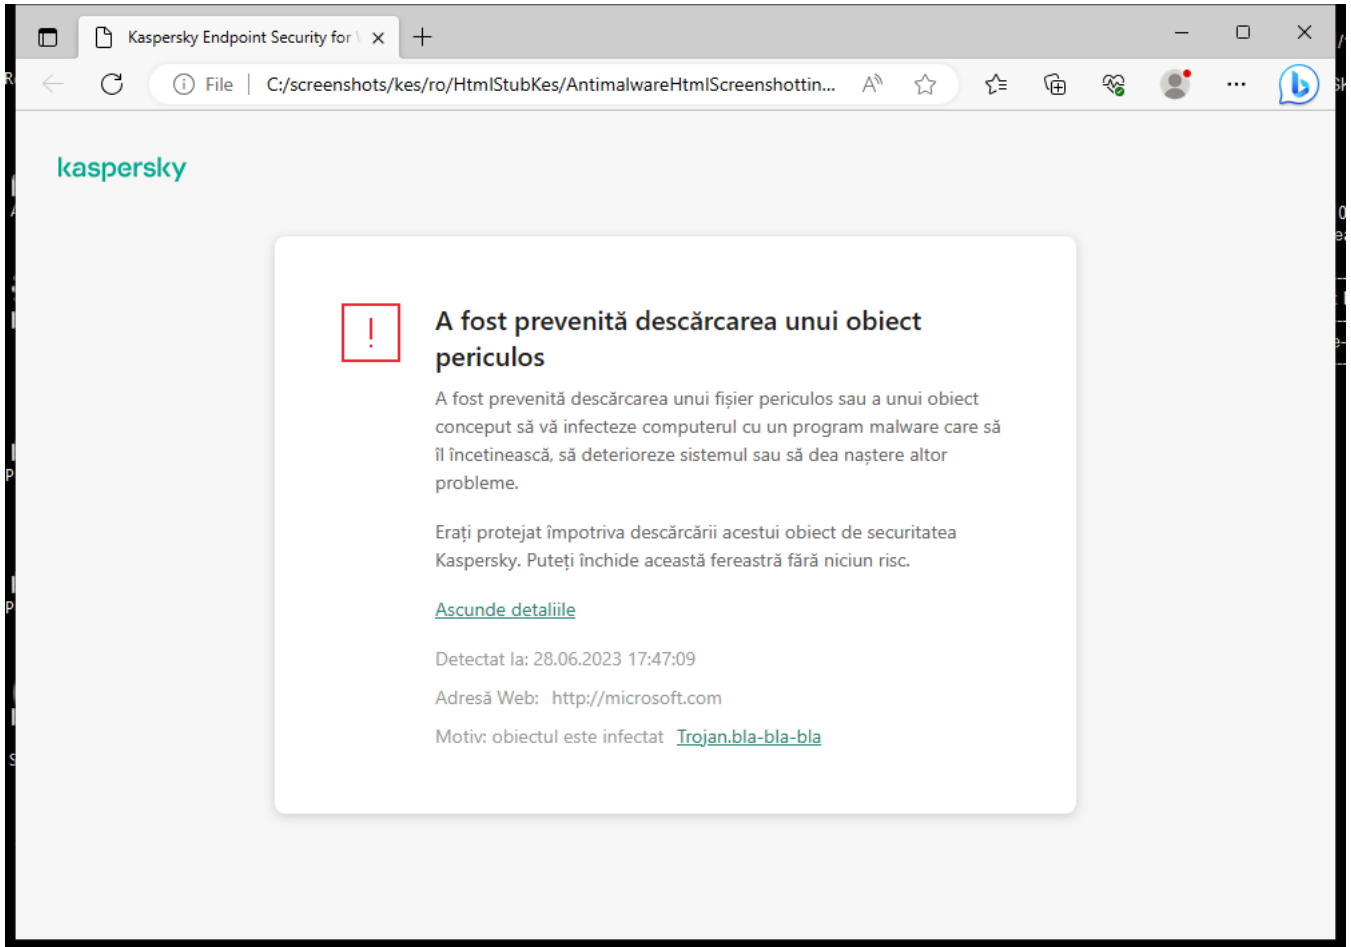 Kaspersky Endpoint Security for
File
C:/screenshots/kes/ro/HtmlStubKes/AntimalwareHtmlScreenshottin...
kaspersky
A fost prevenită descărcarea unui obiect
periculos
A fost prevenită descărcarea unui fișier periculos sau a unui obiect
conceput să vă infecteze computerul cu un program malware care să
îl încetinească, să deterioreze sistemul sau să dea naștere altor
probleme.
Erați protejat împotriva descărcării acestui obiect de securitatea
Kaspersky. Puteți închide această fereastră fără niciun risc.
Ascunde detaliile
Detectat la: 28.06.2023 17:47:09
Adresă Web: http://microsoft.com
Motiv: obiectul este infectat Trojan.bla-bla-bla